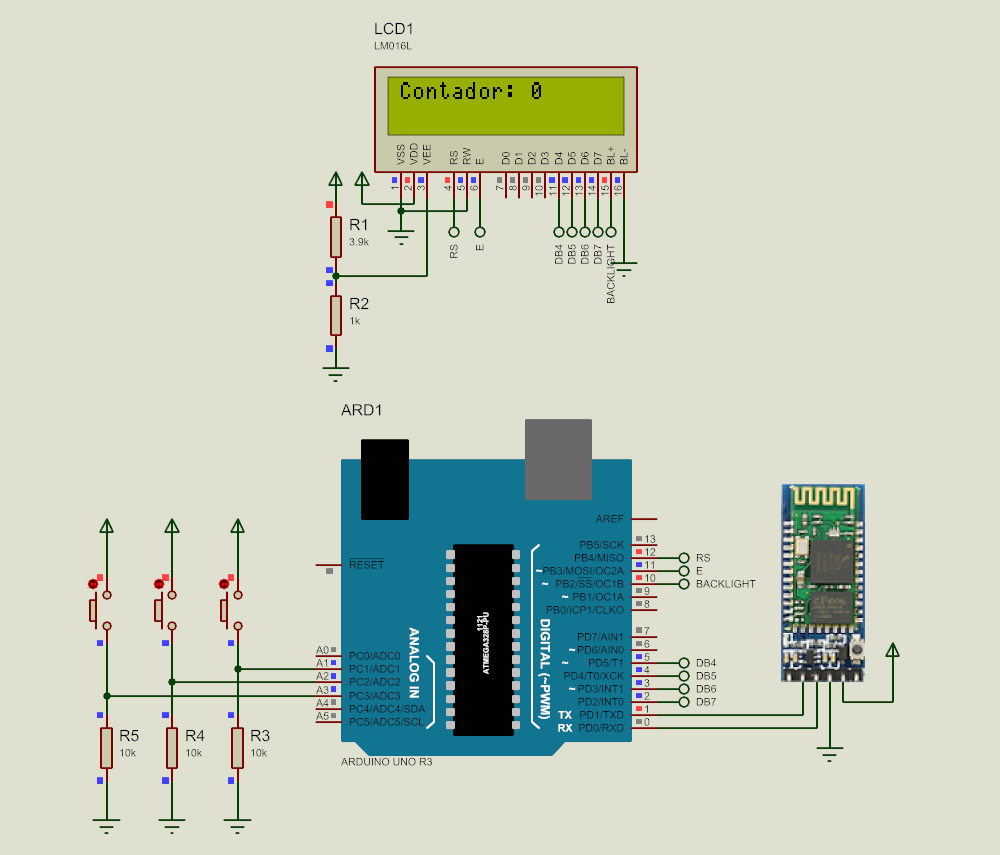 LCD1
LM016L
Contador: 0
VSS
VDD
VEE
RS
RW
E
D0
D1
D2
D3
D4
D5
D6
D7
BL+
BL-
1
2
3
4
5
6
7
8
9
10
11
12
13
14
15
16
RS
E
DB4
DB5
DB6
DB7
BACKLIGHT
R1
3.9k
R2
1k
ARD1
AREF
PB5/SCK 13
PB4/MISO 12 RS
~PB3/MOSI/OC2A 11 E
~ PB2/SS/OC1B 10 BACKLIGHT
~ PB1/OC1A 9
PB0/ICP1/CLKO 8
RESET
1121
ATMEGA328P-PU
ANALOG IN
DIGITAL (~PWM)
PD7/AIN1 7
~ PD6/AIN0 6
~ PD5/T1 5 DB4
PD4/T0/XCK 4 DB5
~ PD3/INT1 3 DB6
PD2/INT0 2 DB7
TX PD1/TXD 1
RX PD0/RXD 0
A0 PC0/ADC0
A1 PC1/ADC1
A2 PC2/ADC2
A3 PC3/ADC3
A4 PC4/ADC4/SDA
A5 PC5/ADC5/SCL
R5
10k
R4
10k
R3
10k
ARDUINO UNO R3